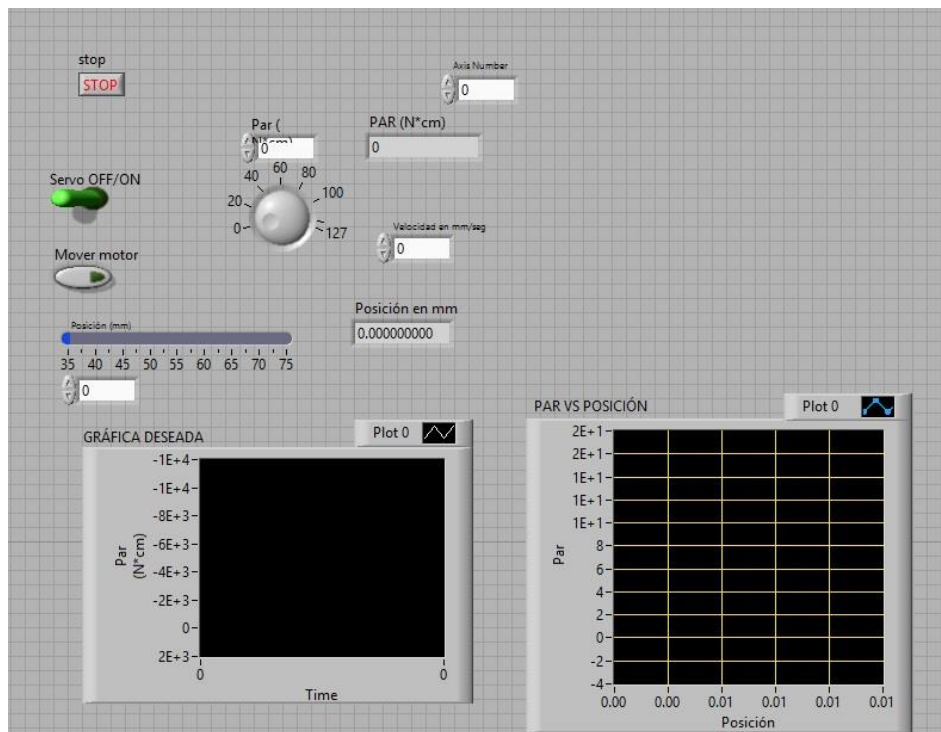 stop
STOP
Axis Number
0
Par (
N*cm)
0
PAR (N*cm)
0
Servo OFF/ON
0
20
40
60
80
100
127
Velocidad en mm/seg
0
Mover motor
Posición en mm
0.000000000
Posición (mm)
35 40 45 50 55 60 65 70 75
0
GRÁFICA DESEADA
Plot 0
-1E+4
-1E+4
-8E+3
-6E+3
-4E+3
-2E+3
0
2E+3
Par
(N*cm)
0 0
Time
PAR VS POSICIÓN
Plot 0
2E+1
2E+1
1E+1
1E+1
1E+1
8
6
4
2
0
-2
-4
Par
0.00 0.00 0.01 0.01 0.01 0.01
Posición